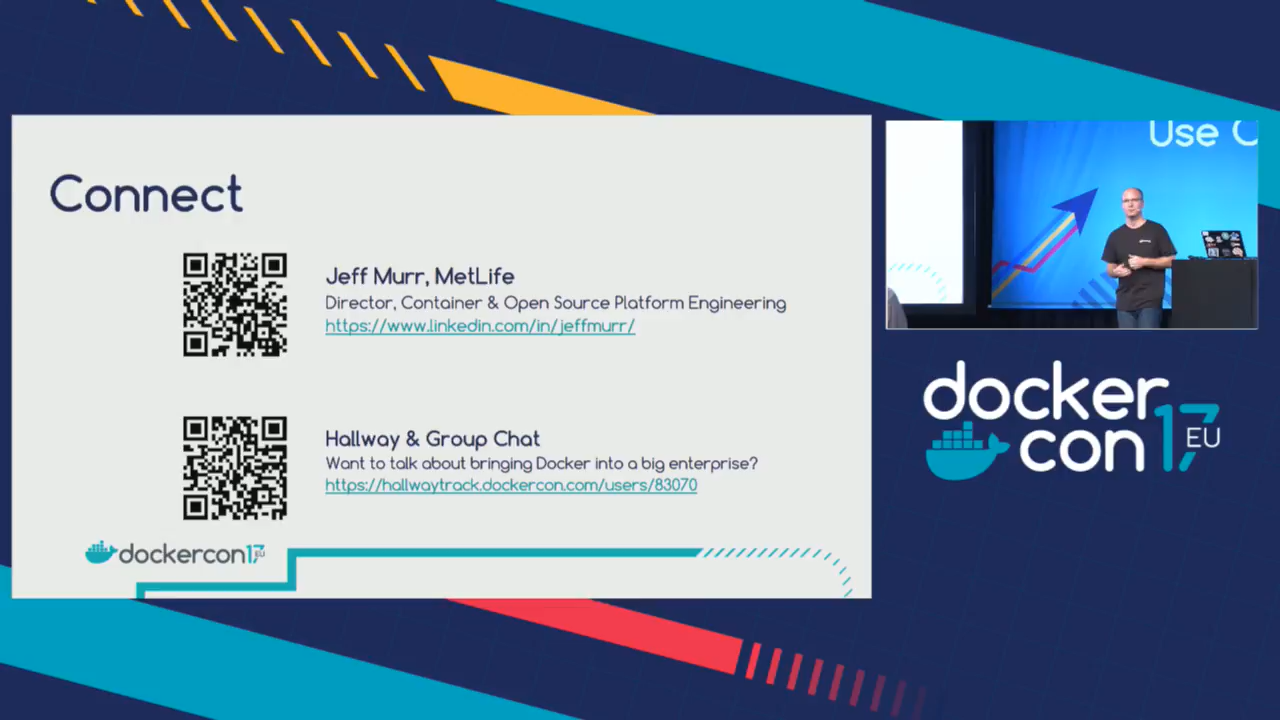 Connect
Jeff Murr, MetLife
Director, Container & Open Source Platform Engineering
https://www.linkedin.com/in/jeffmurr/
Hallway & Group Chat
Want to talk about bringing Docker into a big enterprise?
https://hallwaytrack.dockercon.com/users/83070
dockercon17 EU
Use C
docker
con 17 EU